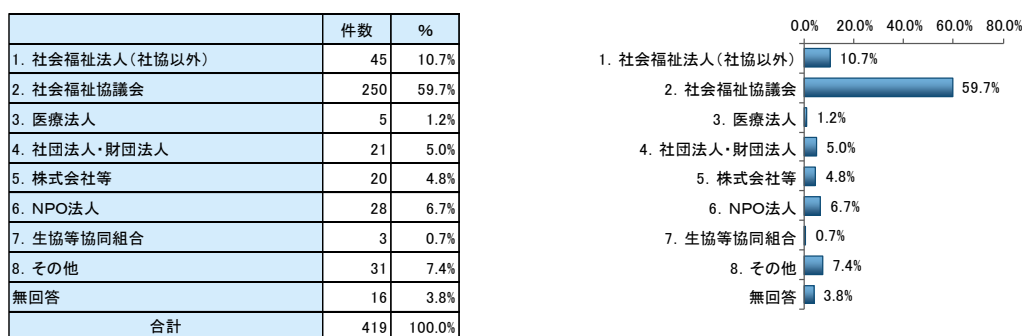 件数 %
1. 社会福祉法人(社協以外) 45 10.7%
2. 社会福祉協議会 250 59.7%
3. 医療法人 5 1.2%
4. 社団法人・財団法人 21 5.0%
5. 株式会社等 20 4.8%
6. NPO法人 28 6.7%
7. 生協等協同組合 3 0.7%
8. その他 31 7.4%
無回答 16 3.8%
合計 419 100.0%
0.0% 20.0% 40.0% 60.0% 80.0%
1. 社会福祉法人(社協以外) 10.7%
2. 社会福祉協議会 59.7%
3. 医療法人 1.2%
4. 社団法人・財団法人 5.0%
5. 株式会社等 4.8%
6. NPO法人 6.7%
7. 生協等協同組合 0.7%
8. その他 7.4%
無回答 3.8%